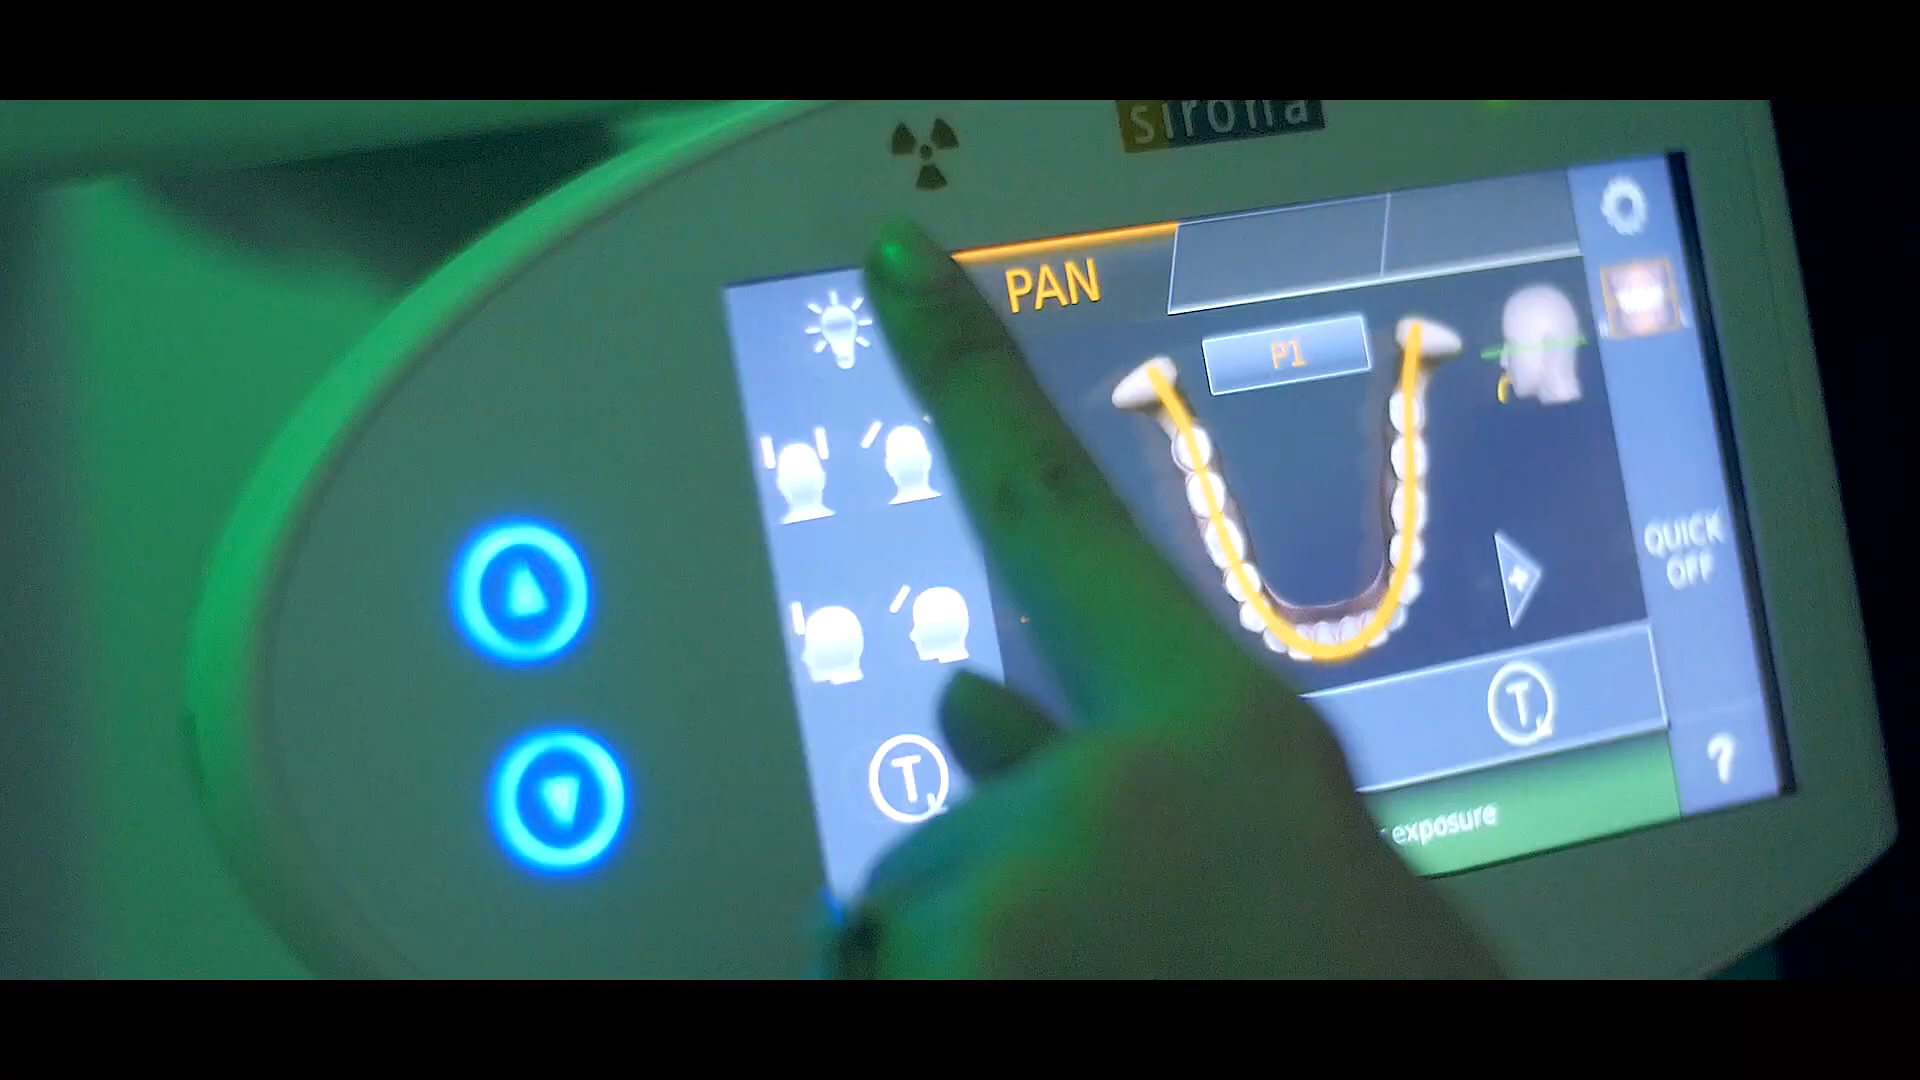 sirona
PAN
P1
QUICK
OFF
T
T
?
exposure